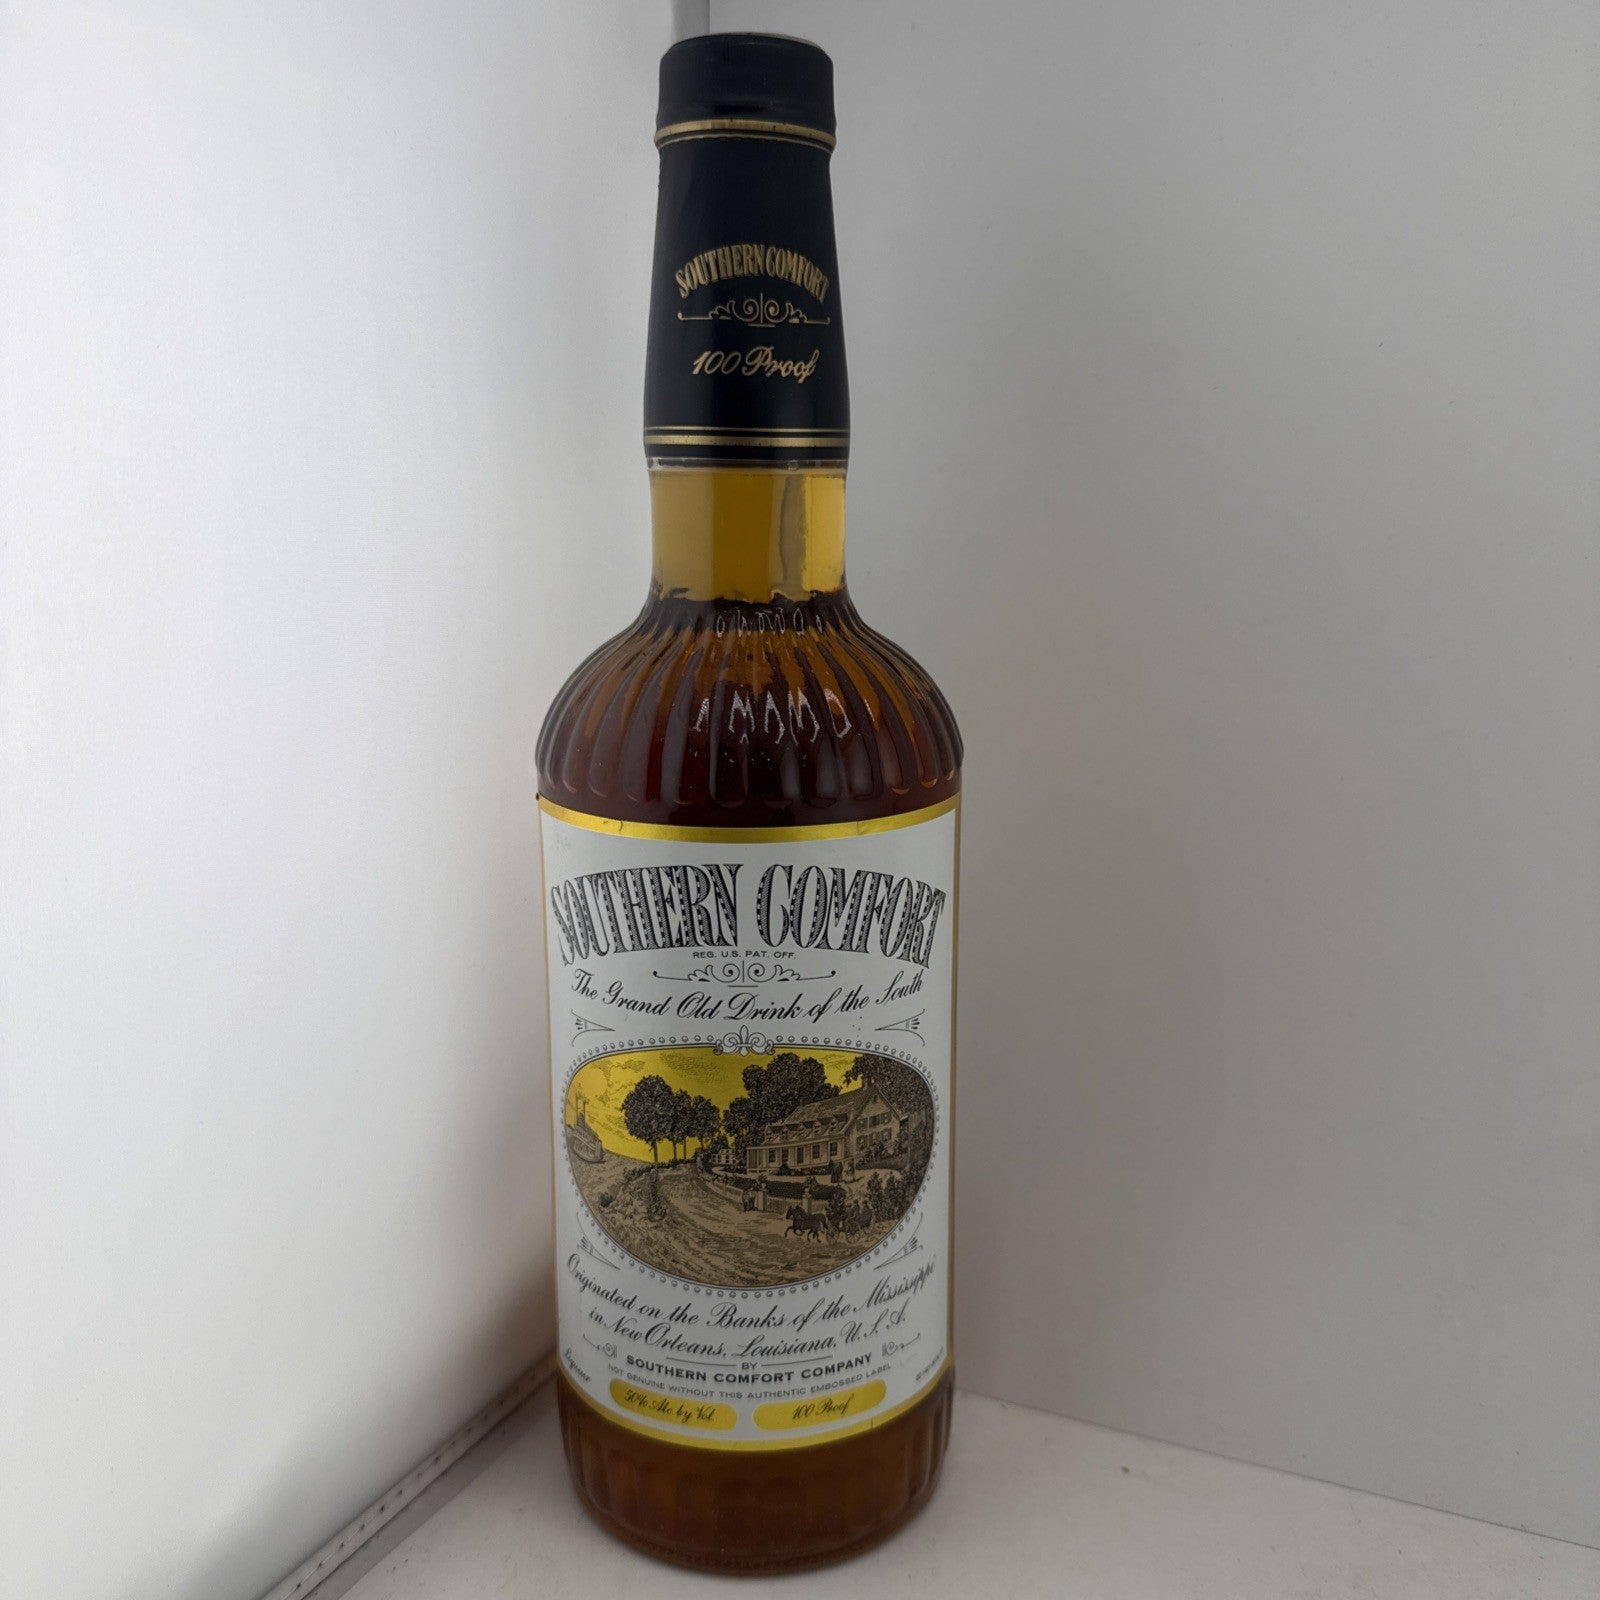 SOUTHERN COMFORT
100 Proof
SOUTHERN COMFORT
REG. U.S. PAT. OFF.
The Grand Old Drink of the South
Originated on the Banks of the Mississippi
in New Orleans, Louisiana, U.S.A.
BY
SOUTHERN COMFORT COMPANY
NOT GENUINE WITHOUT THIS AUTHENTIC EMBOSSED LABEL
Liqueur
50% Alc. by Vol.
100 Proof